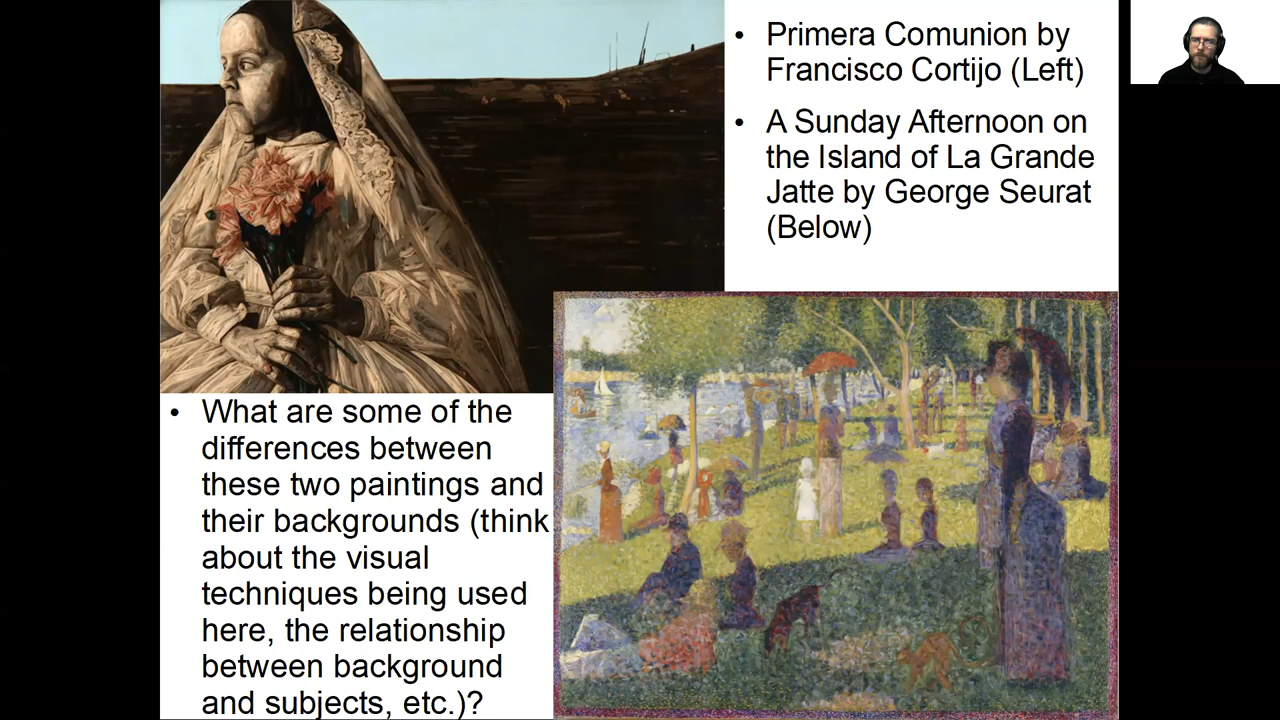 • Primera Comunion by
Francisco Cortijo (Left)
• A Sunday Afternoon on
the Island of La Grande
Jatte by George Seurat
(Below)
• What are some of the
differences between
these two paintings and
their backgrounds (think
about the visual
techniques being used
here, the relationship
between background
and subjects, etc.)?